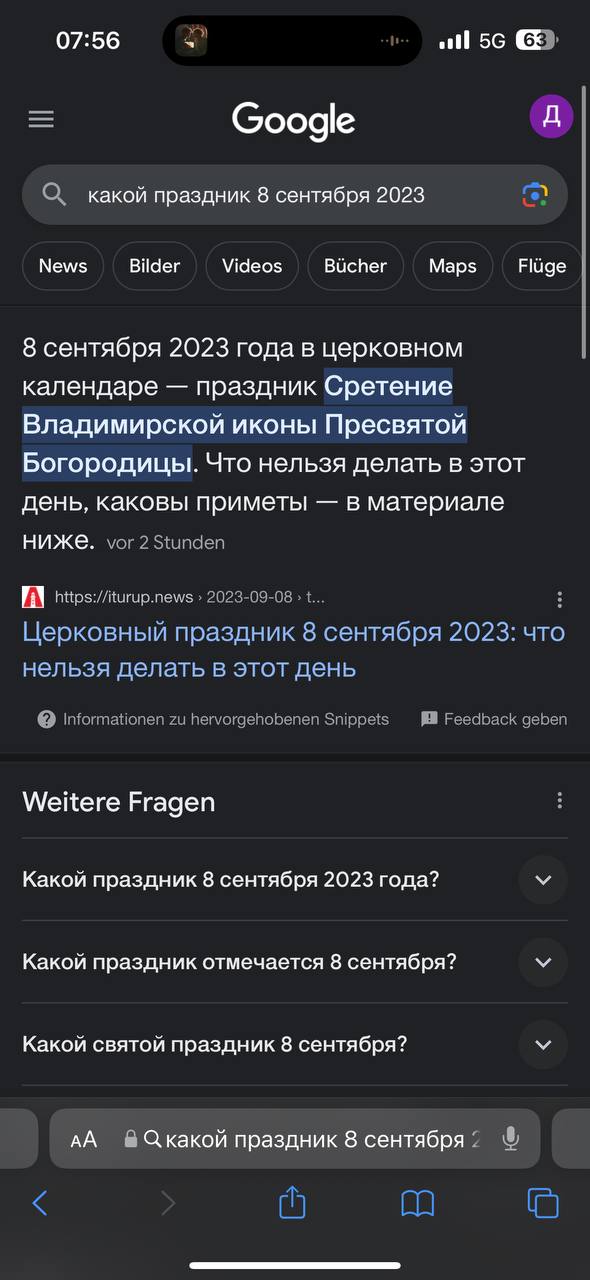 07:56
5G 63
Google
Д
какой праздник 8 сентября 2023
News Bilder Videos Bücher Maps Flüge
8 сентября 2023 года в церковном
календаре — праздник Сретение
Владимирской иконы Пресвятой
Богородицы. Что нельзя делать в этот
день, каковы приметы — в материале
ниже. vor 2 Stunden
https://iturup.news › 2023-09-08 › t...
Церковный праздник 8 сентября 2023: что
нельзя делать в этот день
Informationen zu hervorgehobenen Snippets Feedback geben
Weitere Fragen
Какой праздник 8 сентября 2023 года?
Какой праздник отмечается 8 сентября?
Какой святой праздник 8 сентября?
AA какой праздник 8 сентября 2